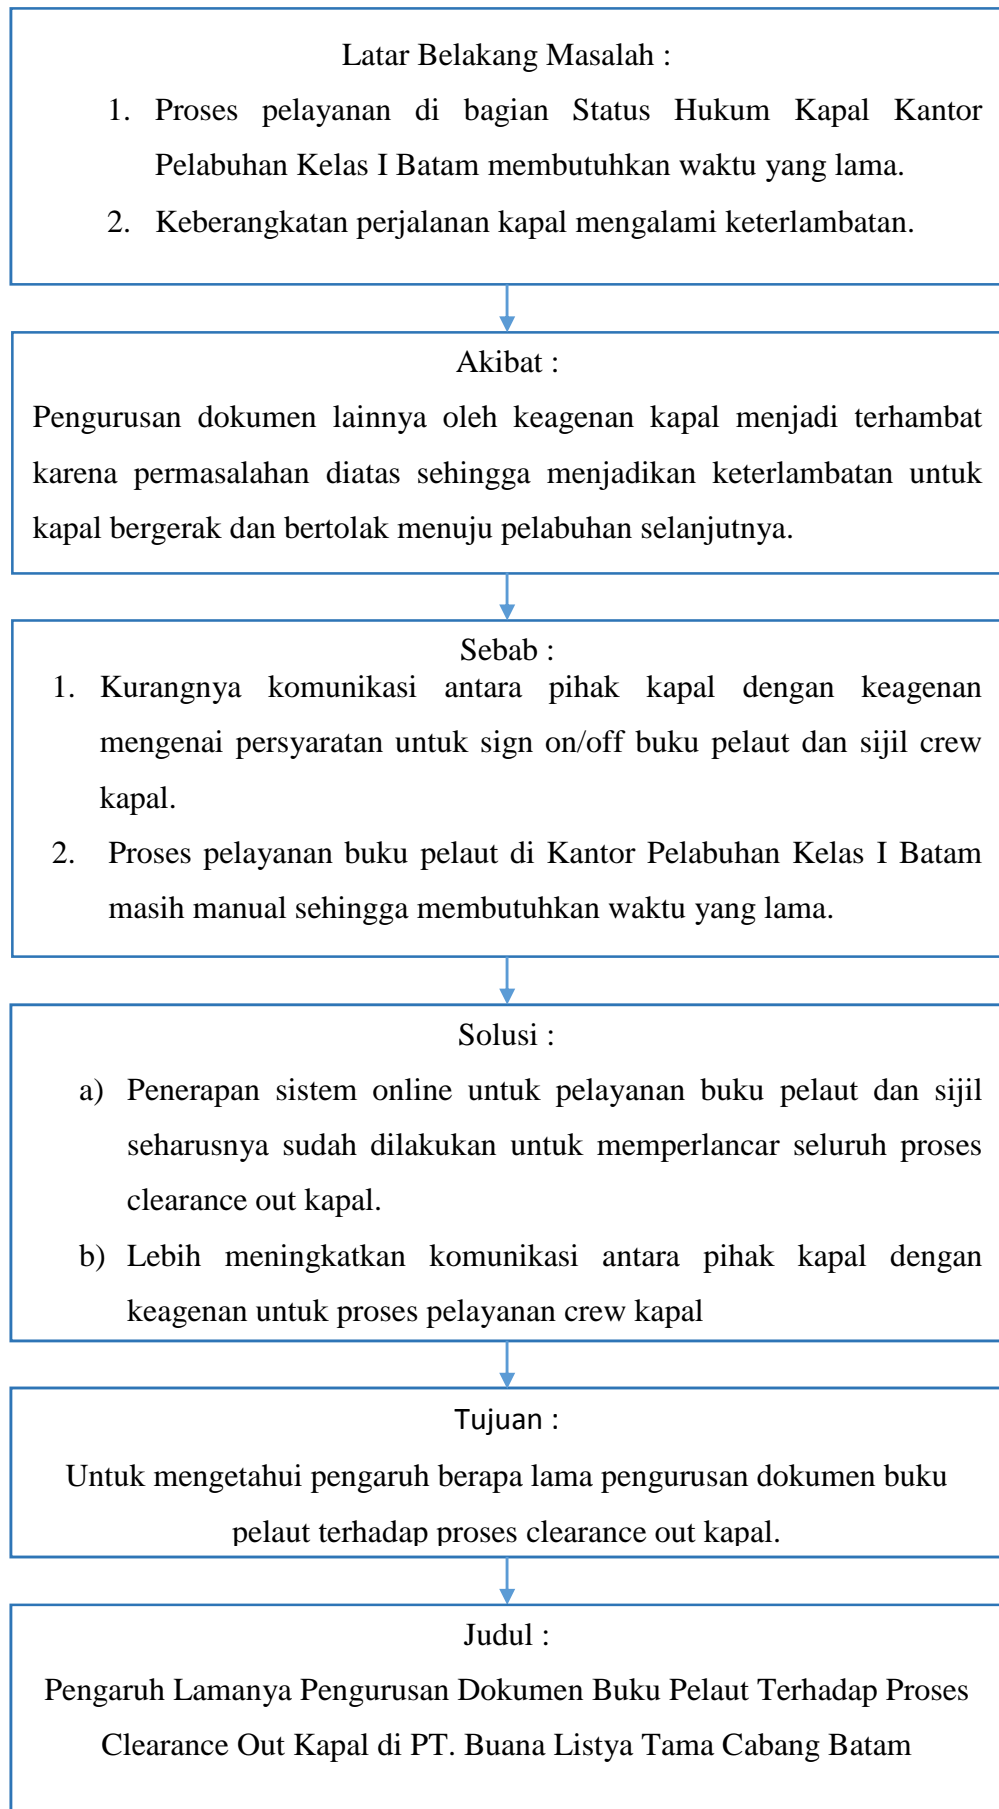 Latar Belakang Masalah :
1. Proses pelayanan di bagian Status Hukum Kapal Kantor
Pelabuhan Kelas I Batam membutuhkan waktu yang lama.
2. Keberangkatan perjalanan kapal mengalami keterlambatan.
Akibat :
Pengurusan dokumen lainnya oleh keagenan kapal menjadi terhambat
karena permasalahan diatas sehingga menjadikan keterlambatan untuk
kapal bergerak dan bertolak menuju pelabuhan selanjutnya.
Sebab :
1. Kurangnya komunikasi antara pihak kapal dengan keagenan
mengenai persyaratan untuk sign on/off buku pelaut dan sijil crew
kapal.
2. Proses pelayanan buku pelaut di Kantor Pelabuhan Kelas I Batam
masih manual sehingga membutuhkan waktu yang lama.
Solusi :
a) Penerapan sistem online untuk pelayanan buku pelaut dan sijil
seharusnya sudah dilakukan untuk memperlancar seluruh proses
clearance out kapal.
b) Lebih meningkatkan komunikasi antara pihak kapal dengan
keagenan untuk proses pelayanan crew kapal
Tujuan :
Untuk mengetahui pengaruh berapa lama pengurusan dokumen buku
pelaut terhadap proses clearance out kapal.
Judul :
Pengaruh Lamanya Pengurusan Dokumen Buku Pelaut Terhadap Proses
Clearance Out Kapal di PT. Buana Listya Tama Cabang Batam